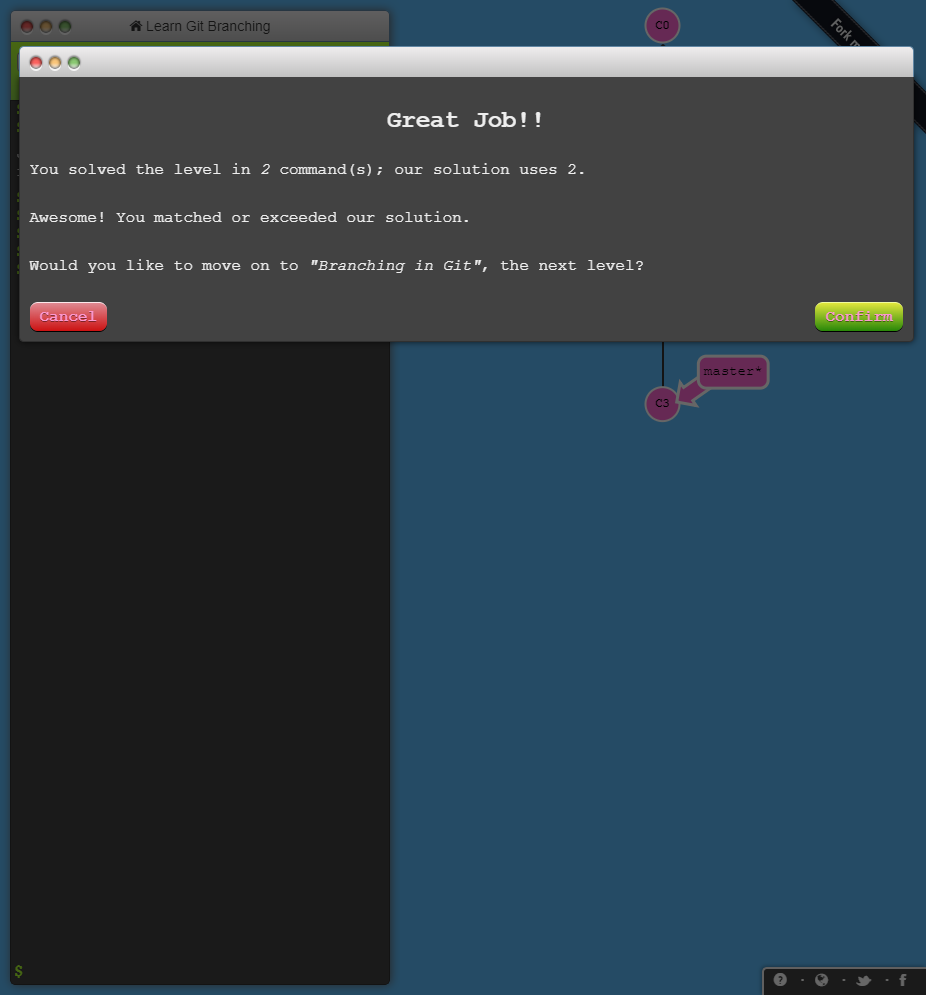 Learn Git Branching
C0
Fork m
Great Job!!
You solved the level in 2 command(s); our solution uses 2.
Awesome! You matched or exceeded our solution.
Would you like to move on to "Branching in Git", the next level?
Cancel
Confirm
master*
C3
$